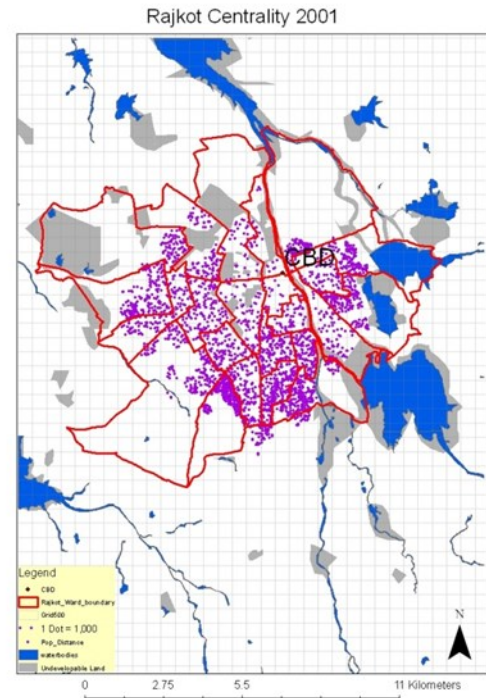 Rajkot Centrality 2001
CBD
Legend
CBD
Rajkot_Ward_boundary
Grid500
1 Dot = 1,000
Pop_Distance
waterbodies
Undevelopable Land
N
0 2.75 5.5 11 Kilometers